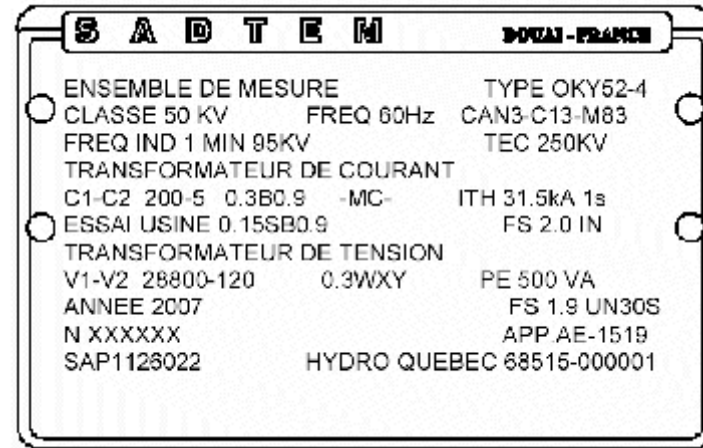 SADTEM DOUAI-FRANCE
ENSEMBLE DE MESURE TYPE OKY52-4
CLASSE 50 KV FREQ 60Hz CAN3-C13-M83
FREQ IND 1 MIN 95KV TEC 250KV
TRANSFORMATEUR DE COURANT
C1-C2 200-5 0.3B0.9 -MC- ITH 31.5kA 1s
ESSAI USINE 0.15SB0.9 FS 2.0 IN
TRANSFORMATEUR DE TENSION
V1-V2 28800-120 0.3WXY PE 500 VA
ANNEE 2007 FS 1.9 UN30S
N XXXXXX APP.AE-1519
SAP1126022 HYDRO QUEBEC 68515-000001